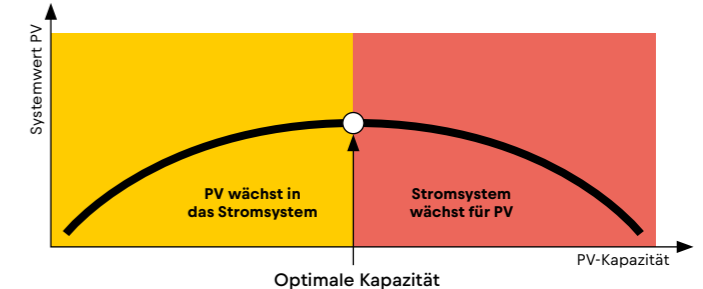 Systemwert PV
PV wächst in
das Stromsystem
Stromsystem
wächst für PV
PV-Kapazität
Optimale Kapazität